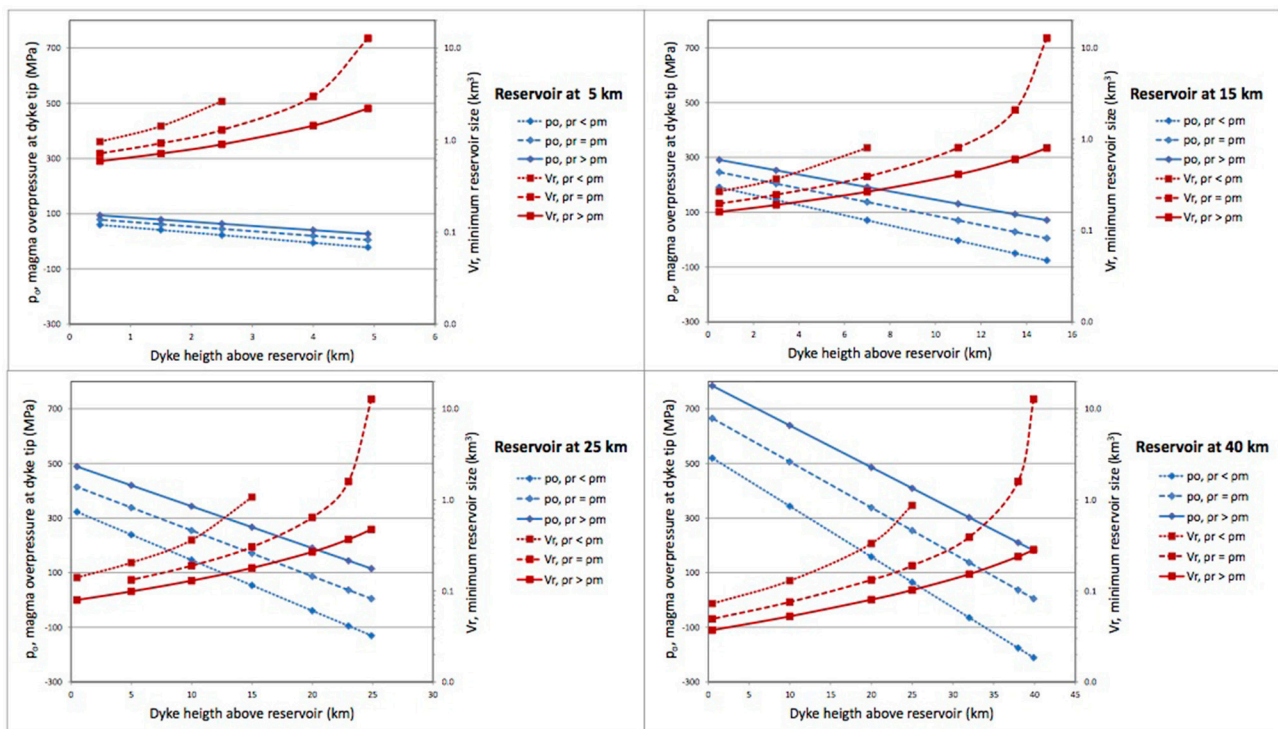 700
500
300
100
-100
-300
10.0
1.0
0.1
0.0
0
1
2
3
4
5
6
pₒ, magma overpressure at dyke tip (MPa)
Vr, minimum reservoir size (km³)
Dyke heigth above reservoir (km)
Reservoir at 5 km
po, pr < ρm
po, pr = ρm
po, pr > ρm
Vr, ρr < ρm
Vr, ρr = ρm
Vr, ρr > ρm
700
500
300
100
-100
-300
10.0
1.0
0.1
0.0
0
2
4
6
8
10
12
14
16
pₒ, magma overpressure at dyke tip (MPa)
Vr, minimum reservoir size (km³)
Dyke heigth above reservoir (km)
Reservoir at 15 km
po, pr < ρm
po, pr = ρm
po, pr > ρm
Vr, ρr < ρm
Vr, ρr = ρm
Vr, ρr > ρm
700
500
300
100
-100
-300
10.0
1.0
0.1
0.0
0
5
10
15
20
25
30
pₒ, magma overpressure at dyke tip (MPa)
Vr, minimum reservoir size (km³)
Dyke heigth above reservoir (km)
Reservoir at 25 km
po, pr < ρm
po, pr = ρm
po, pr > ρm
Vr, ρr < ρm
Vr, ρr = ρm
Vr, ρr > ρm
700
500
300
100
-100
-300
10.0
1.0
0.1
0.0
0
5
10
15
20
25
30
35
40
45
pₒ, magma overpressure at dyke tip (MPa)
Vr, minimum reservoir size (km³)
Dyke heigth above reservoir (km)
Reservoir at 40 km
po, pr < ρm
po, pr = ρm
po, pr > ρm
Vr, ρr < ρm
Vr, ρr = ρm
Vr, ρr > ρm